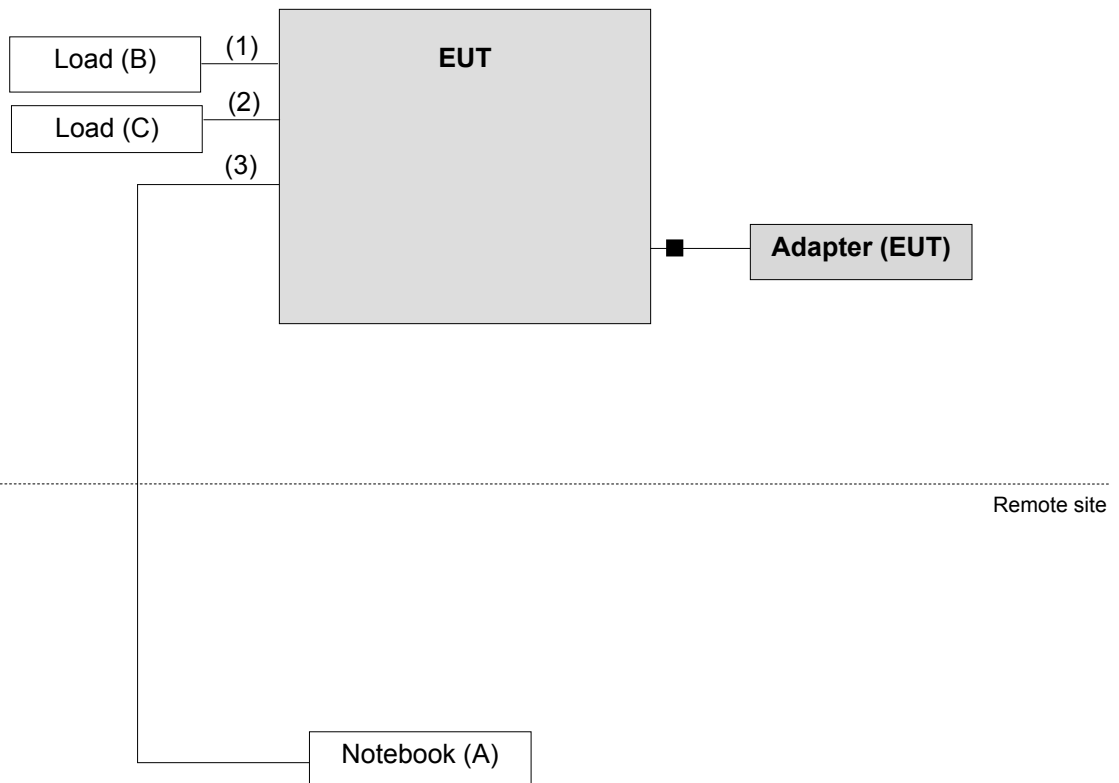 (1)
Load (B)
EUT
(2)
Load (C)
(3)
Adapter (EUT)
Remote site
Notebook (A)